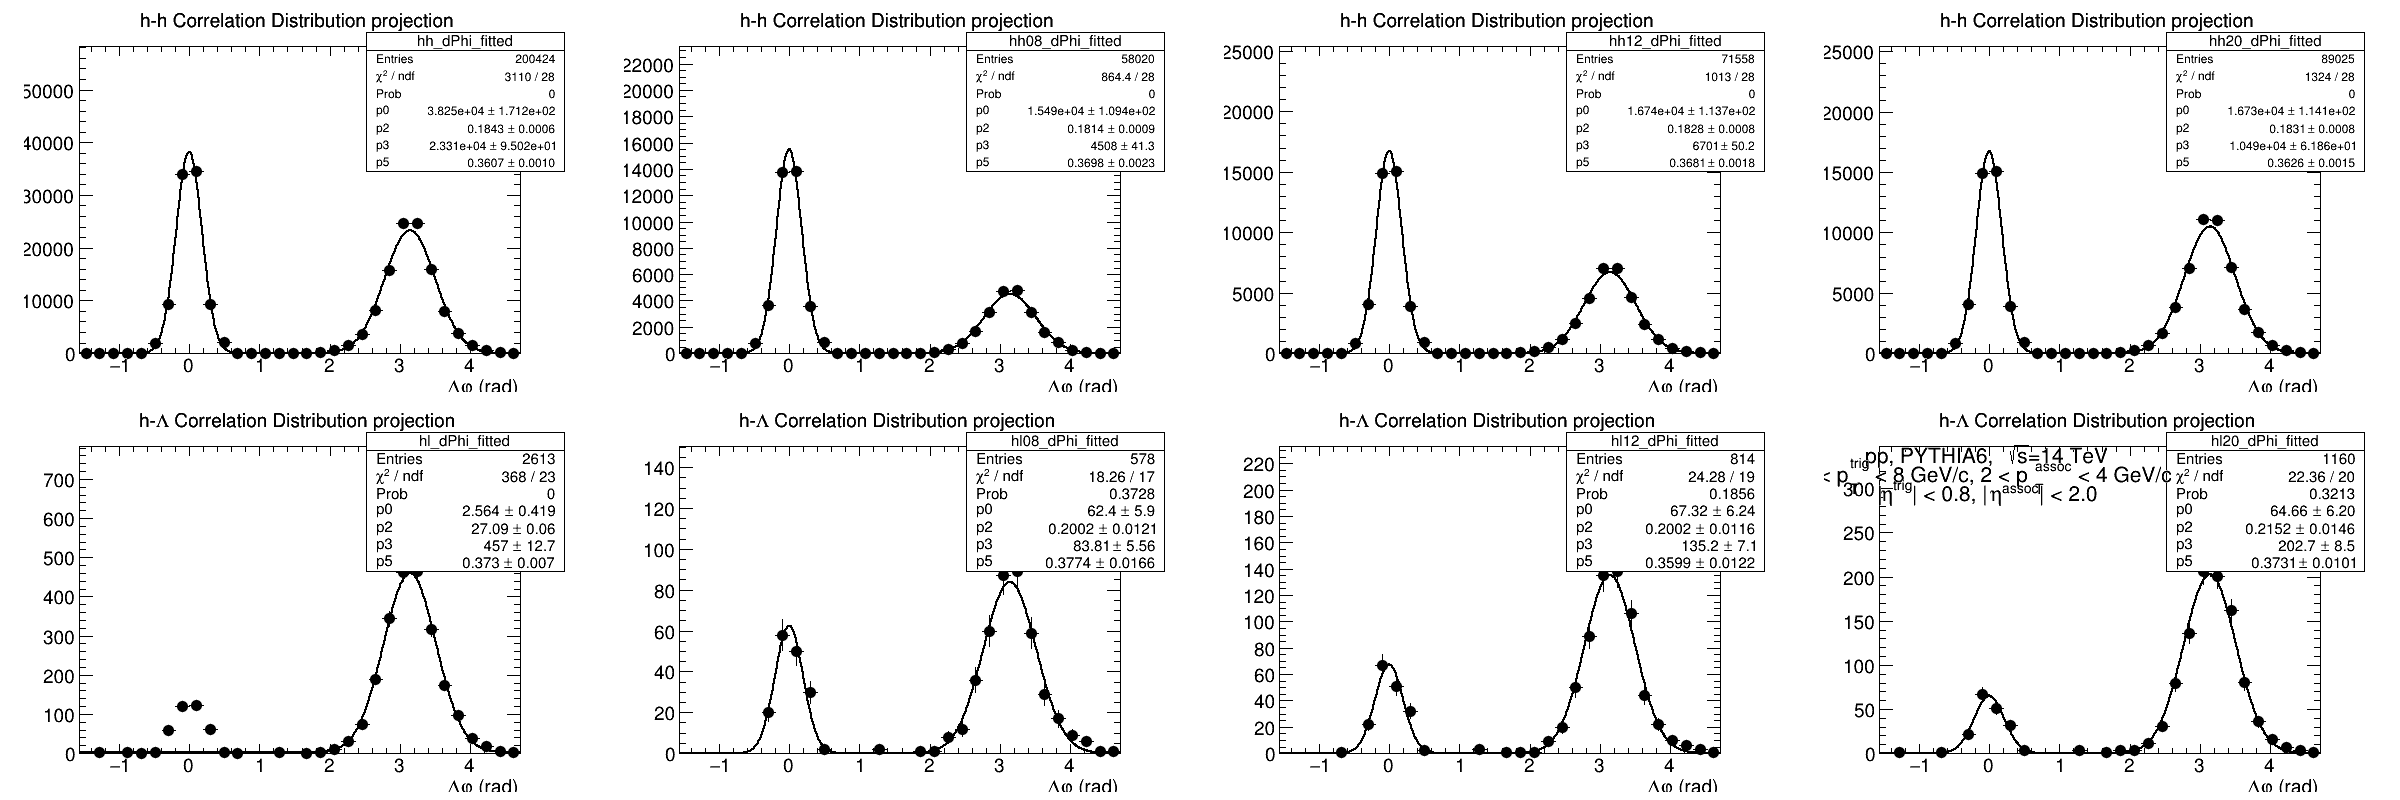 h-h Correlation Distribution projection
hh_dPhi_fitted
Entries 200424
χ² / ndf 3110 / 28
Prob 0
p0 3.825e+04 ± 1.712e+02
p2 0.1843 ± 0.0006
p3 2.331e+04 ± 9.502e+01
p5 0.3607 ± 0.0010
50000
40000
30000
20000
10000
0
−1 0 1 2 3 4
Δφ (rad)
h-h Correlation Distribution projection
hh08_dPhi_fitted
Entries 58020
χ² / ndf 864.4 / 28
Prob 0
p0 1.549e+04 ± 1.094e+02
p2 0.1814 ± 0.0009
p3 4508 ± 41.3
p5 0.3698 ± 0.0023
22000
20000
18000
16000
14000
12000
10000
8000
6000
4000
2000
0
−1 0 1 2 3 4
Δφ (rad)
h-h Correlation Distribution projection
hh12_dPhi_fitted
Entries 71558
χ² / ndf 1013 / 28
Prob 0
p0 1.674e+04 ± 1.137e+02
p2 0.1828 ± 0.0008
p3 6701 ± 50.2
p5 0.3681 ± 0.0018
25000
20000
15000
10000
5000
0
−1 0 1 2 3 4
Δφ (rad)
h-h Correlation Distribution projection
hh20_dPhi_fitted
Entries 89025
χ² / ndf 1324 / 28
Prob 0
p0 1.673e+04 ± 1.141e+02
p2 0.1831 ± 0.0008
p3 1.049e+04 ± 6.186e+01
p5 0.3626 ± 0.0015
25000
20000
15000
10000
5000
0
−1 0 1 2 3 4
Δφ (rad)
h-Λ Correlation Distribution projection
hl_dPhi_fitted
Entries 2613
χ² / ndf 368 / 23
Prob 0
p0 2.564 ± 0.419
p2 27.09 ± 0.06
p3 457 ± 12.7
p5 0.373 ± 0.007
700
600
500
400
300
200
100
0
−1 0 1 2 3 4
Δφ (rad)
h-Λ Correlation Distribution projection
hl08_dPhi_fitted
Entries 578
χ² / ndf 18.26 / 17
Prob 0.3728
p0 62.4 ± 5.9
p2 0.2002 ± 0.0121
p3 83.81 ± 5.56
p5 0.3774 ± 0.0166
140
120
100
80
60
40
20
0
−1 0 1 2 3 4
Δφ (rad)
h-Λ Correlation Distribution projection
hl12_dPhi_fitted
Entries 814
χ² / ndf 24.28 / 19
Prob 0.1856
p0 67.32 ± 6.24
p2 0.2002 ± 0.0116
p3 135.2 ± 7.1
p5 0.3599 ± 0.0122
220
200
180
160
140
120
100
80
60
40
20
0
−1 0 1 2 3 4
Δφ (rad)
h-Λ Correlation Distribution projection
pp, PYTHIA6, √s=14 TeV
< p trig < 8 GeV/c, 2 < p assoc < 4 GeV/c
|η trig| < 0.8, |η assoc| < 2.0
hl20_dPhi_fitted
Entries 1160
χ² / ndf 22.36 / 20
Prob 0.3213
p0 64.66 ± 6.20
p2 0.2152 ± 0.0146
p3 202.7 ± 8.5
p5 0.3731 ± 0.0101
300
250
200
150
100
50
0
−1 0 1 2 3 4
Δφ (rad)